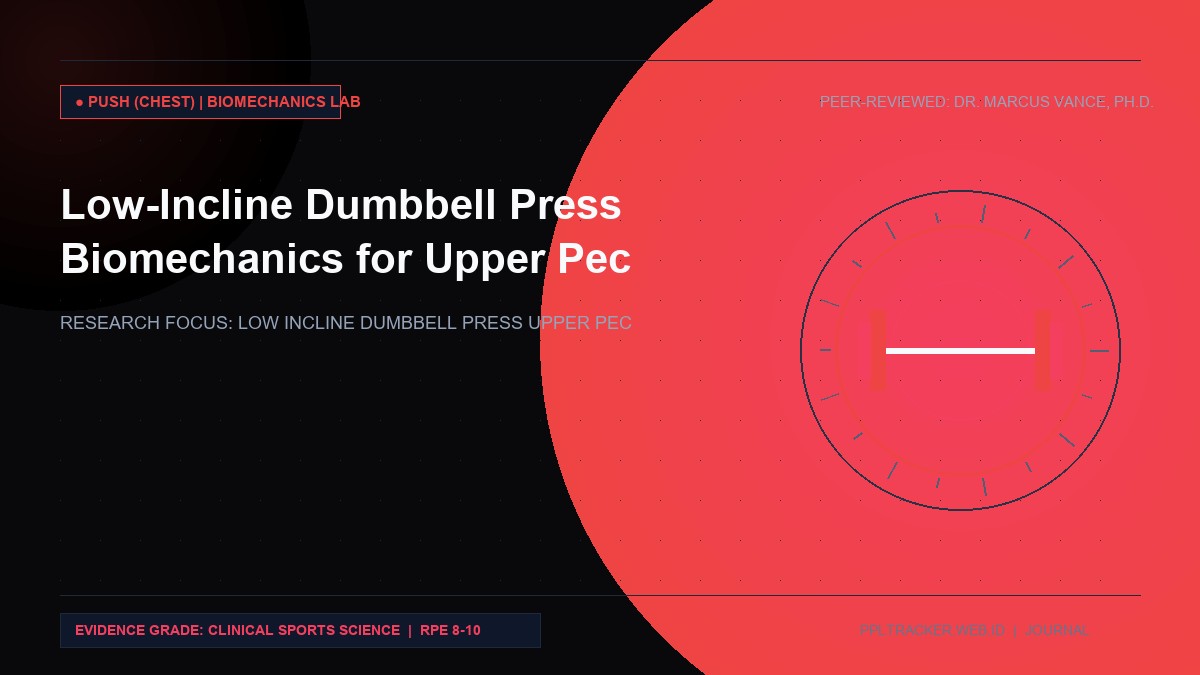 ● PUSH (CHEST) | BIOMECHANICS LAB
PEER-REVIEWED: DR. MARCUS VANCE, PH.D.
Low-Incline Dumbbell Press
Biomechanics for Upper Pec
RESEARCH FOCUS: LOW INCLINE DUMBBELL PRESS UPPER PEC
EVIDENCE GRADE: CLINICAL SPORTS SCIENCE | RPE 8-10
PPLTRACKER.WEB.ID | JOURNAL